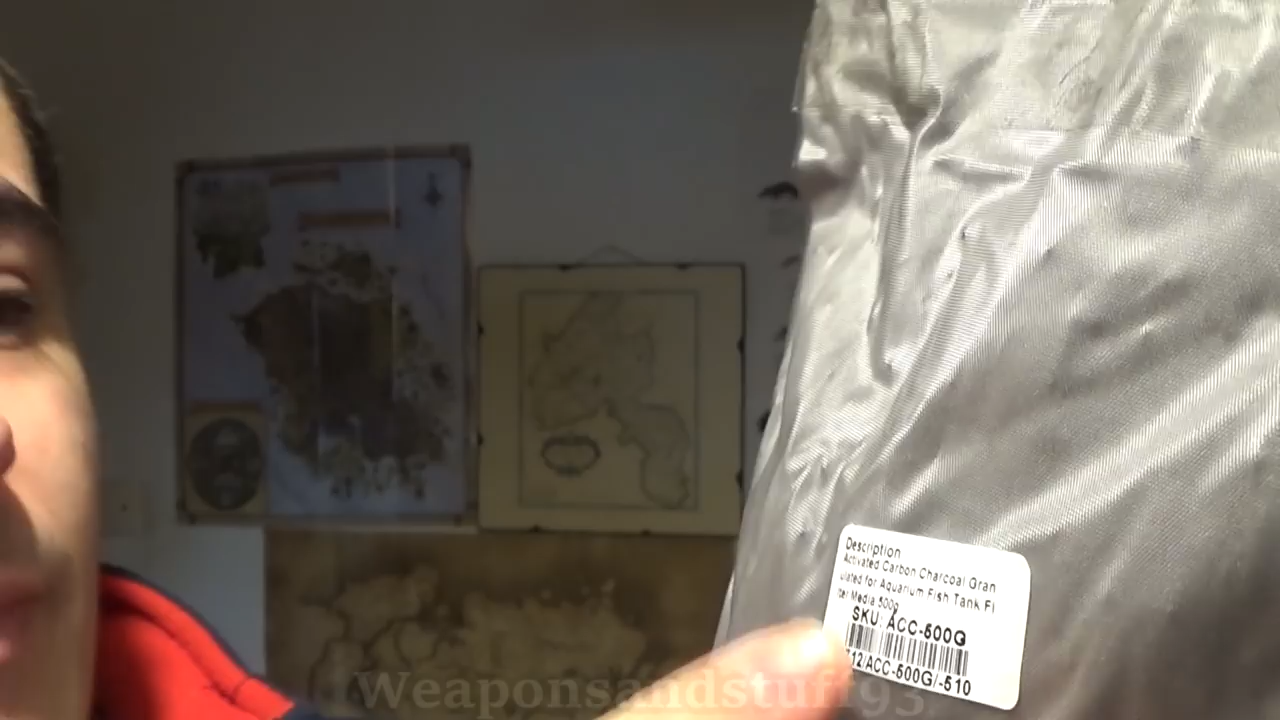 Description
Activated Carbon Charcoal Gran
ulated for Aquarium Fish Tank Fi
lter Media 500g
SKU: ACC-500G
712/ACC-500G/-510
Weaponsandstuff93